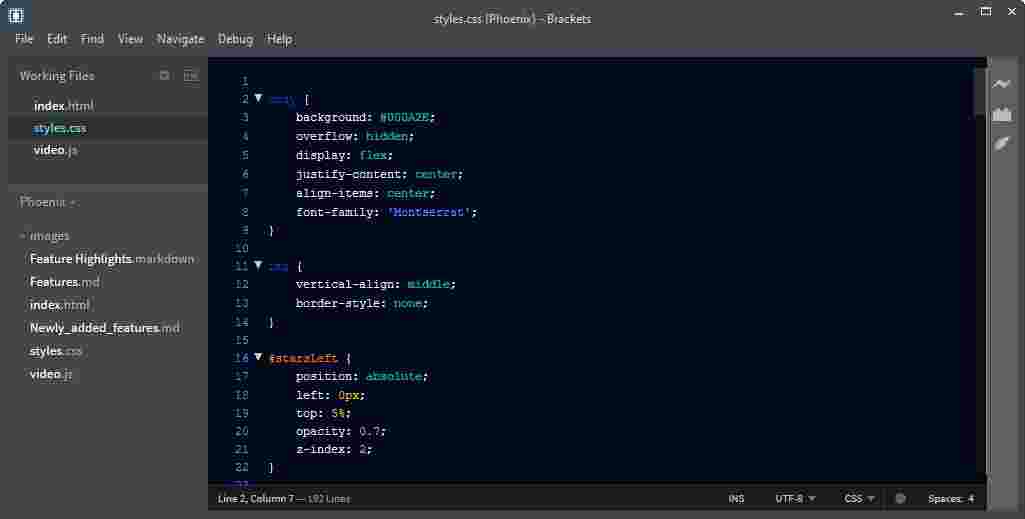 styles.css (Phoenix) - Brackets
File Edit Find View Navigate Debug Help
Working Files
index.html
styles.css
video.js
Phoenix
images
Feature Highlights.markdown
Features.md
index.html
Newly_added_features.md
styles.css
video.js
1
2 body {
3 background: #000A2E;
4 overflow: hidden;
5 display: flex;
6 justify-content: center;
7 align-items: center;
8 font-family: 'Montserrat';
9 }
10
11 img {
12 vertical-align: middle;
13 border-style: none;
14 }
15
16 #starsLeft {
17 position: absolute;
18 left: 0px;
19 top: 5%;
20 opacity: 0.7;
21 z-index: 2;
22 }
23
Line 2, Column 7 — 192 Lines
INS UTF-8 CSS Spaces: 4